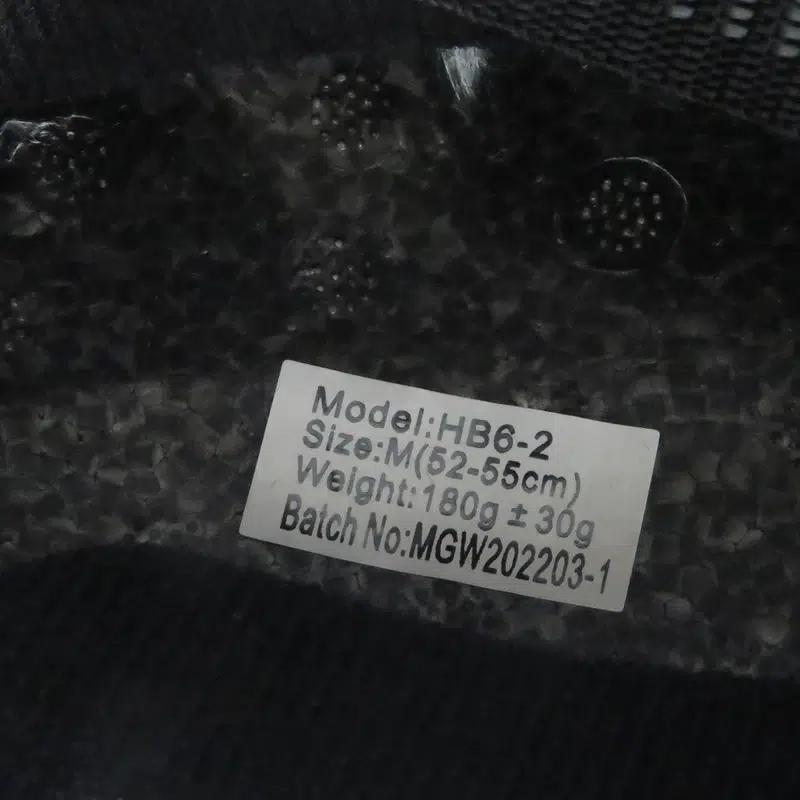 Model:HB6-2
Size:M(52-55cm)
Weight:180g ± 30g
Batch No:MGW202203-1